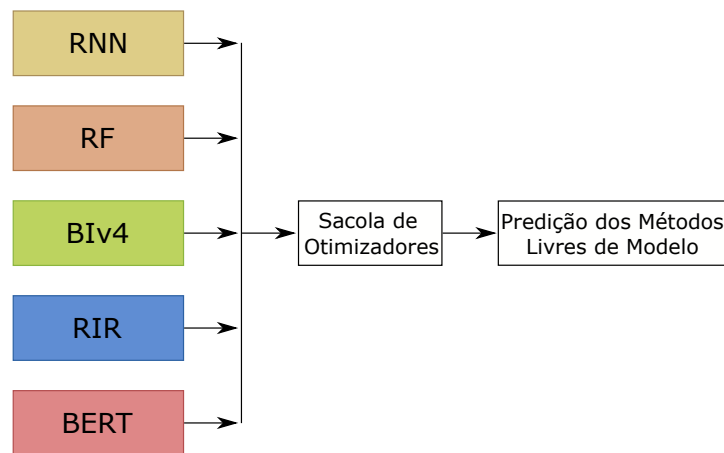 RNN
RF
BIv4
RIR
BERT
Sacola de
Otimizadores
Predição dos Métodos
Livres de Modelo